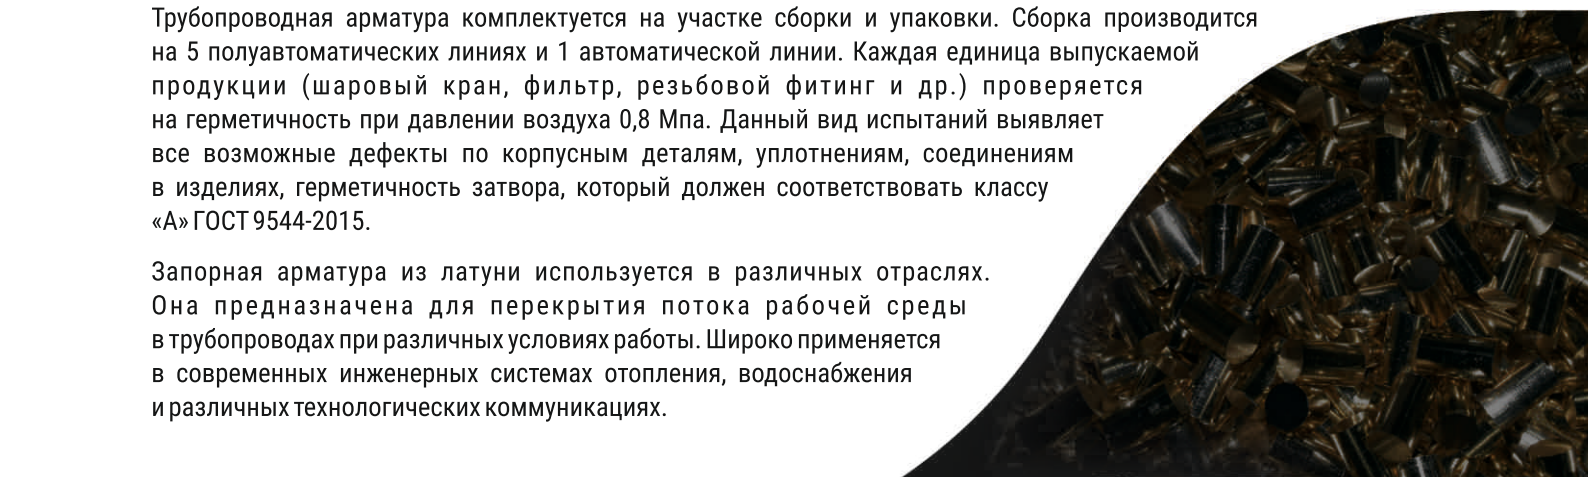 Трубопроводная арматура комплектуется на участке сборки и упаковки. Сборка производится
на 5 полуавтоматических линиях и 1 автоматической линии. Каждая единица выпускаемой
продукции (шаровый кран, фильтр, резьбовой фитинг и др.) проверяется
на герметичность при давлении воздуха 0,8 Мпа. Данный вид испытаний выявляет
все возможные дефекты по корпусным деталям, уплотнениям, соединениям
в изделиях, герметичность затвора, который должен соответствовать классу
«А» ГОСТ 9544-2015.
Запорная арматура из латуни используется в различных отраслях.
Она предназначена для перекрытия потока рабочей среды
в трубопроводах при различных условиях работы. Широко применяется
в современных инженерных системах отопления, водоснабжения
и различных технологических коммуникациях.